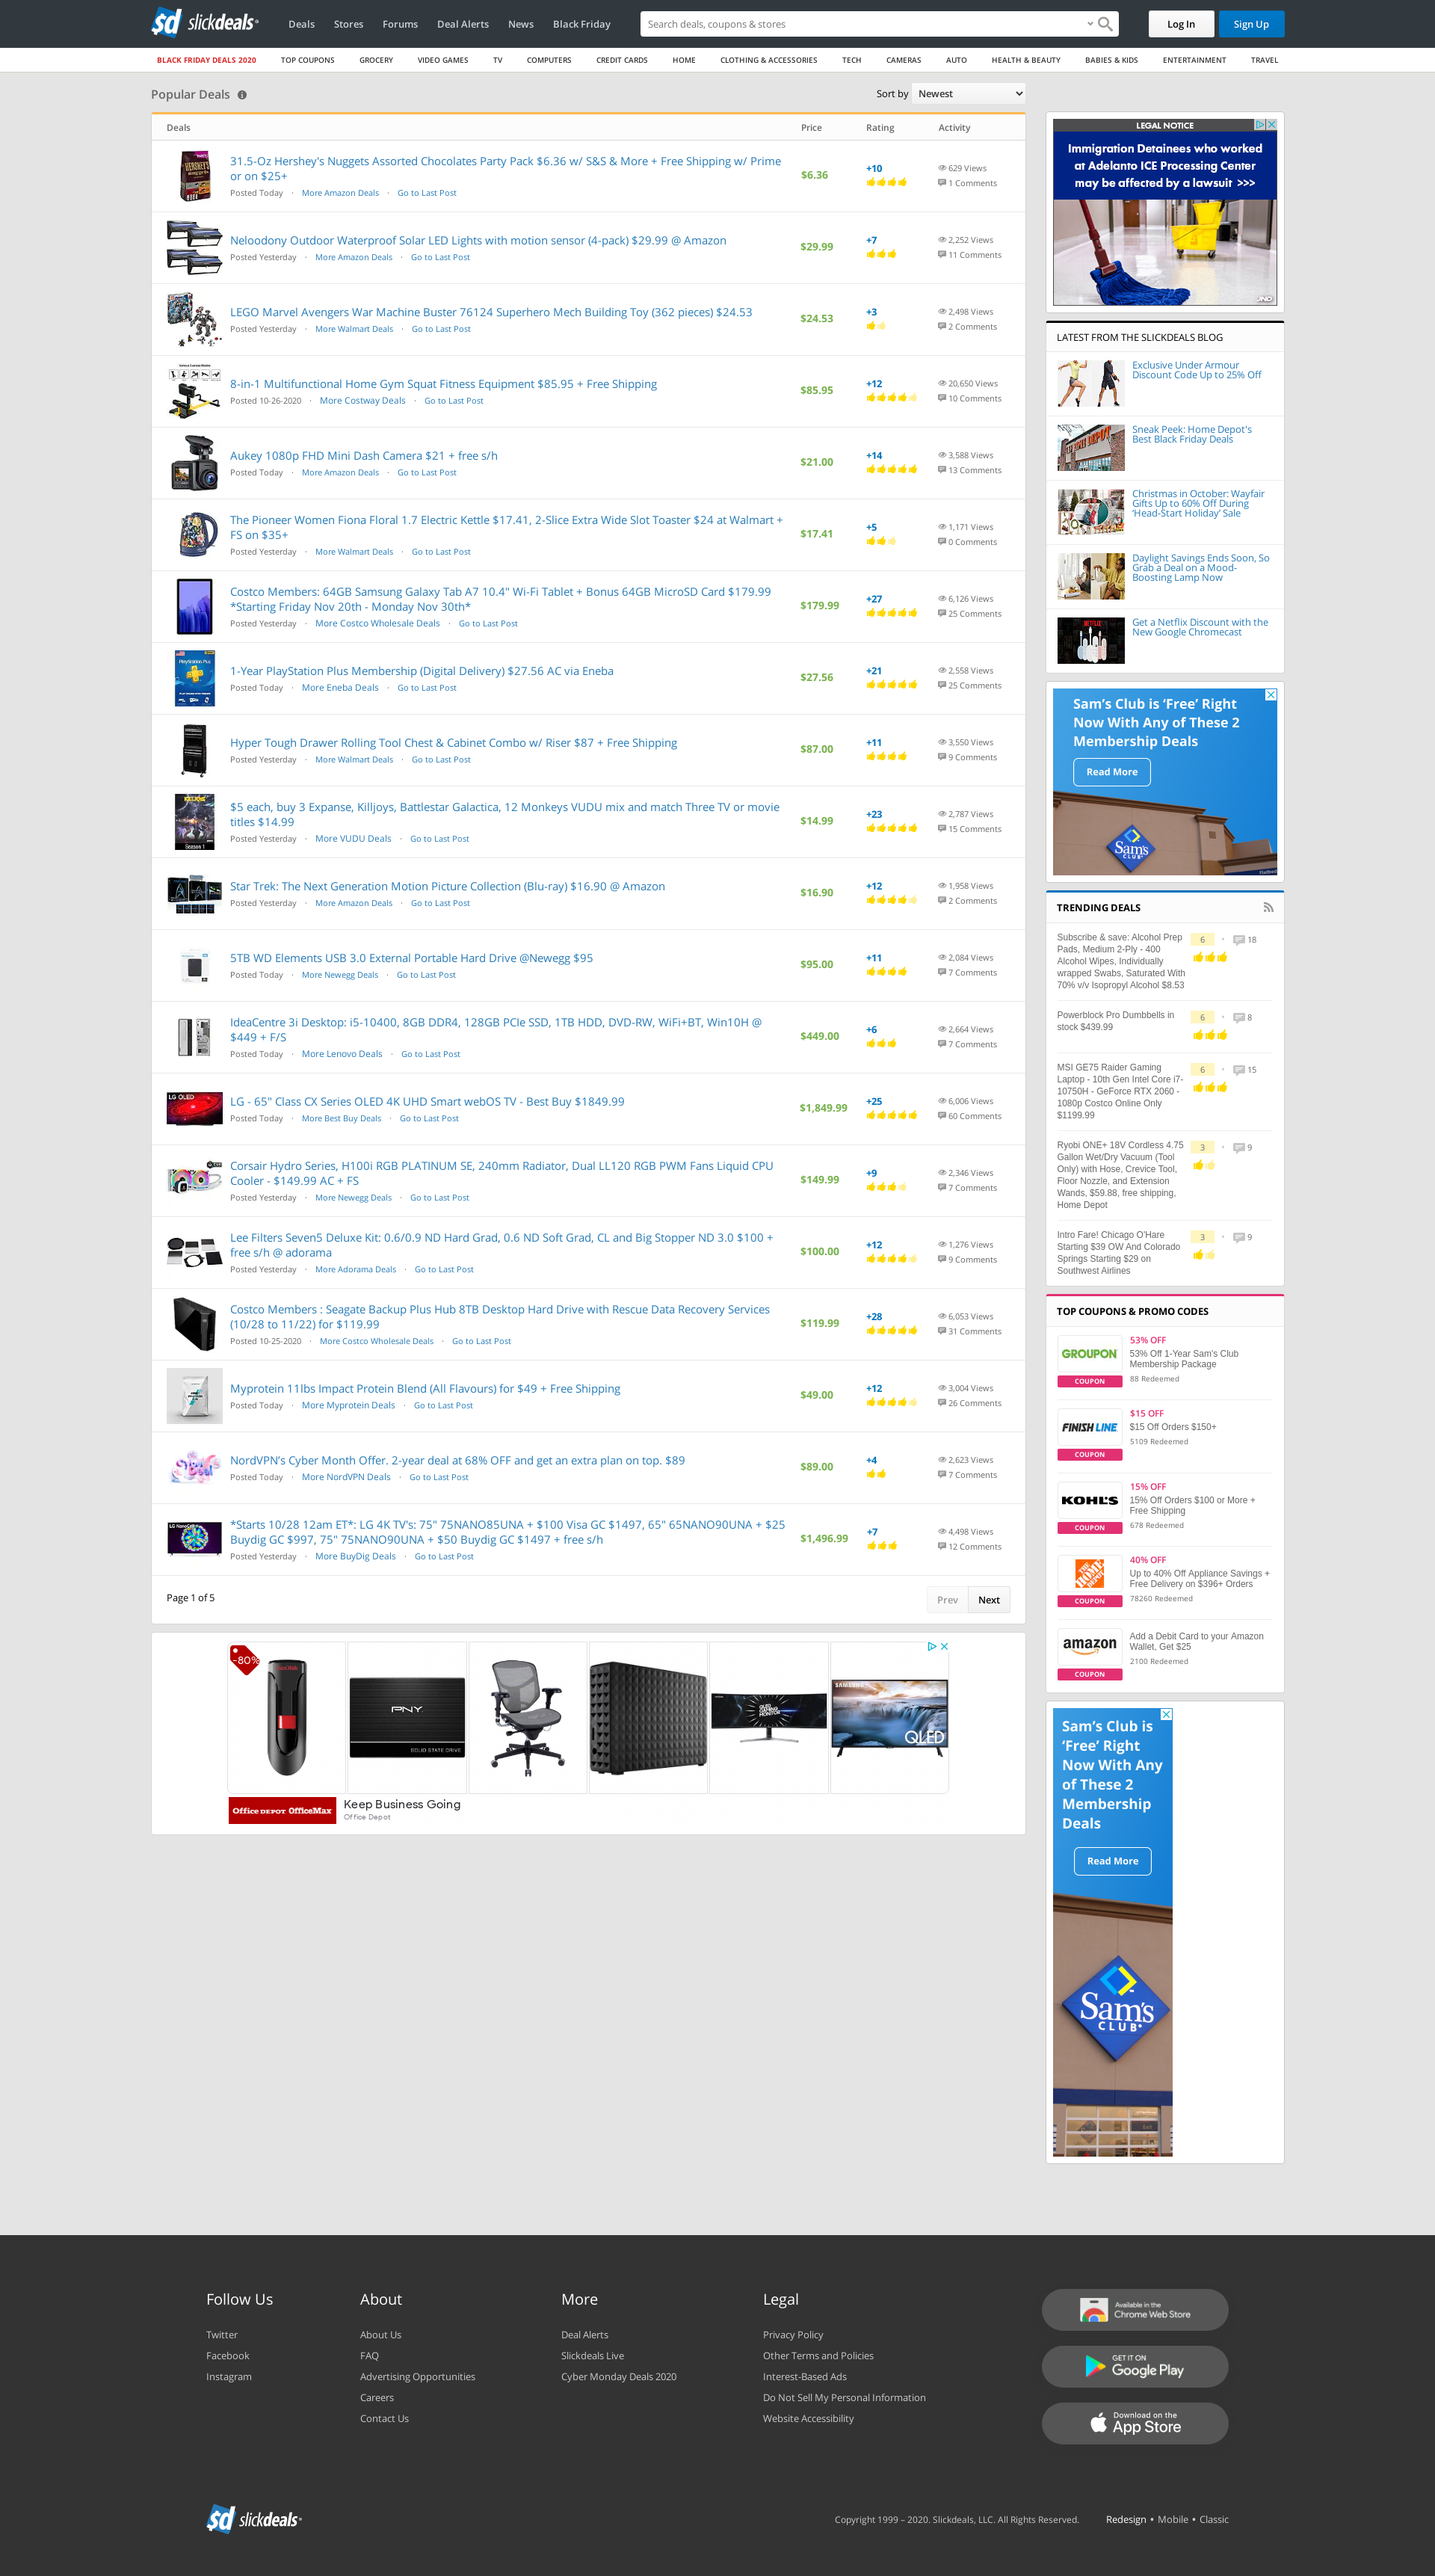 sd slickdeals
Deals Stores Forums Deal Alerts News Black Friday
Search deals, coupons & stores
Log In Sign Up
BLACK FRIDAY DEALS 2020 TOP COUPONS GROCERY VIDEO GAMES TV COMPUTERS CREDIT CARDS HOME CLOTHING & ACCESSORIES TECH CAMERAS AUTO HEALTH & BEAUTY BABIES & KIDS ENTERTAINMENT TRAVEL
Popular Deals
Sort by Newest
Deals Price Rating Activity
31.5-Oz Hershey's Nuggets Assorted Chocolates Party Pack $6.36 w/ S&S & More + Free Shipping w/ Prime
or on $25+
Posted Today · More Amazon Deals · Go to Last Post
$6.36
+10
629 Views
1 Comments
Neloodony Outdoor Waterproof Solar LED Lights with motion sensor (4-pack) $29.99 @ Amazon
Posted Yesterday · More Amazon Deals · Go to Last Post
$29.99
+7
2,252 Views
11 Comments
LEGO Marvel Avengers War Machine Buster 76124 Superhero Mech Building Toy (362 pieces) $24.53
Posted Yesterday · More Walmart Deals · Go to Last Post
$24.53
+3
2,498 Views
2 Comments
8-in-1 Multifunctional Home Gym Squat Fitness Equipment $85.95 + Free Shipping
Posted 10-26-2020 · More Costway Deals · Go to Last Post
$85.95
+12
20,650 Views
10 Comments
Aukey 1080p FHD Mini Dash Camera $21 + free s/h
Posted Today · More Amazon Deals · Go to Last Post
$21.00
+14
3,588 Views
13 Comments
The Pioneer Women Fiona Floral 1.7 Electric Kettle $17.41, 2-Slice Extra Wide Slot Toaster $24 at Walmart +
FS on $35+
Posted Yesterday · More Walmart Deals · Go to Last Post
$17.41
+5
1,171 Views
0 Comments
Costco Members: 64GB Samsung Galaxy Tab A7 10.4" Wi-Fi Tablet + Bonus 64GB MicroSD Card $179.99
*Starting Friday Nov 20th - Monday Nov 30th*
Posted Yesterday · More Costco Wholesale Deals · Go to Last Post
$179.99
+27
6,126 Views
25 Comments
1-Year PlayStation Plus Membership (Digital Delivery) $27.56 AC via Eneba
Posted Today · More Eneba Deals · Go to Last Post
$27.56
+21
2,558 Views
25 Comments
Hyper Tough Drawer Rolling Tool Chest & Cabinet Combo w/ Riser $87 + Free Shipping
Posted Yesterday · More Walmart Deals · Go to Last Post
$87.00
+11
3,550 Views
9 Comments
$5 each, buy 3 Expanse, Killjoys, Battlestar Galactica, 12 Monkeys VUDU mix and match Three TV or movie
titles $14.99
Posted Yesterday · More VUDU Deals · Go to Last Post
$14.99
+23
2,787 Views
15 Comments
Season 1
Star Trek: The Next Generation Motion Picture Collection (Blu-ray) $16.90 @ Amazon
Posted Yesterday · More Amazon Deals · Go to Last Post
$16.90
+12
1,958 Views
2 Comments
5TB WD Elements USB 3.0 External Portable Hard Drive @Newegg $95
Posted Today · More Newegg Deals · Go to Last Post
$95.00
+11
2,084 Views
7 Comments
IdeaCentre 3i Desktop: i5-10400, 8GB DDR4, 128GB PCIe SSD, 1TB HDD, DVD-RW, WiFi+BT, Win10H @
$449 + F/S
Posted Today · More Lenovo Deals · Go to Last Post
$449.00
+6
2,664 Views
7 Comments
LG OLED
LG - 65" Class CX Series OLED 4K UHD Smart webOS TV - Best Buy $1849.99
Posted Today · More Best Buy Deals · Go to Last Post
$1,849.99
+25
6,006 Views
60 Comments
Corsair Hydro Series, H100i RGB PLATINUM SE, 240mm Radiator, Dual LL120 RGB PWM Fans Liquid CPU
Cooler - $149.99 AC + FS
Posted Yesterday · More Newegg Deals · Go to Last Post
$149.99
+9
2,346 Views
7 Comments
Lee Filters Seven5 Deluxe Kit: 0.6/0.9 ND Hard Grad, 0.6 ND Soft Grad, CL and Big Stopper ND 3.0 $100 +
free s/h @ adorama
Posted Yesterday · More Adorama Deals · Go to Last Post
$100.00
+12
1,276 Views
9 Comments
Costco Members : Seagate Backup Plus Hub 8TB Desktop Hard Drive with Rescue Data Recovery Services
(10/28 to 11/22) for $119.99
Posted 10-25-2020 · More Costco Wholesale Deals · Go to Last Post
$119.99
+28
6,053 Views
31 Comments
Myprotein 11lbs Impact Protein Blend (All Flavours) for $49 + Free Shipping
Posted Today · More Myprotein Deals · Go to Last Post
$49.00
+12
3,004 Views
26 Comments
NordVPN's Cyber Month Offer. 2-year deal at 68% OFF and get an extra plan on top. $89
Posted Today · More NordVPN Deals · Go to Last Post
$89.00
+4
2,623 Views
7 Comments
LG NanoCell
*Starts 10/28 12am ET*: LG 4K TV's: 75" 75NANO85UNA + $100 Visa GC $1497, 65" 65NANO90UNA + $25
Buydig GC $997, 75" 75NANO90UNA + $50 Buydig GC $1497 + free s/h
Posted Yesterday · More BuyDig Deals · Go to Last Post
$1,496.99
+7
4,498 Views
12 Comments
Page 1 of 5
Prev Next
-80%
PNY
SOLID STATE DRIVE
QLED GAMING MONITOR
SAMSUNG
QLED
Office DEPOT OfficeMax
Keep Business Going
Office Depot
LEGAL NOTICE
Immigration Detainees who worked
at Adelanto ICE Processing Center
may be affected by a lawsuit >>>
JND
LATEST FROM THE SLICKDEALS BLOG
Exclusive Under Armour
Discount Code Up to 25% Off
Sneak Peek: Home Depot's
Best Black Friday Deals
Christmas in October: Wayfair
Gifts Up to 60% Off During
'Head-Start Holiday' Sale
Daylight Savings Ends Soon, So
Grab a Deal on a Mood-
Boosting Lamp Now
NETFLIX
Get a Netflix Discount with the
New Google Chromecast
Sam's Club is 'Free' Right
Now With Any of These 2
Membership Deals
Read More
Sam's CLUB
TRENDING DEALS
Subscribe & save: Alcohol Prep
Pads, Medium 2-Ply - 400
Alcohol Wipes, Individually
wrapped Swabs, Saturated With
70% v/v Isopropyl Alcohol $8.53
6 · 18
Powerblock Pro Dumbbells in
stock $439.99
6 · 8
MSI GE75 Raider Gaming
Laptop - 10th Gen Intel Core i7-
10750H - GeForce RTX 2060 -
1080p Costco Online Only
$1199.99
6 · 15
Ryobi ONE+ 18V Cordless 4.75
Gallon Wet/Dry Vacuum (Tool
Only) with Hose, Crevice Tool,
Floor Nozzle, and Extension
Wands, $59.88, free shipping,
Home Depot
3 · 9
Intro Fare! Chicago O'Hare
Starting $39 OW And Colorado
Springs Starting $29 on
Southwest Airlines
3 · 9
TOP COUPONS & PROMO CODES
GROUPON
COUPON
53% OFF
53% Off 1-Year Sam's Club
Membership Package
88 Redeemed
FINISH LINE
COUPON
$15 OFF
$15 Off Orders $150+
5109 Redeemed
KOHL'S
COUPON
15% OFF
15% Off Orders $100 or More +
Free Shipping
678 Redeemed
COUPON
40% OFF
Up to 40% Off Appliance Savings +
Free Delivery on $396+ Orders
78260 Redeemed
amazon
COUPON
Add a Debit Card to your Amazon
Wallet, Get $25
2100 Redeemed
Sam's Club is
'Free' Right
Now With Any
of These 2
Membership
Deals
Read More
Sam's
CLUB
Follow Us
Twitter
Facebook
Instagram
About
About Us
FAQ
Advertising Opportunities
Careers
Contact Us
More
Deal Alerts
Slickdeals Live
Cyber Monday Deals 2020
Legal
Privacy Policy
Other Terms and Policies
Interest-Based Ads
Do Not Sell My Personal Information
Website Accessibility
Available in the
Chrome Web Store
GET IT ON
Google Play
Download on the
App Store
sd slickdeals
Copyright 1999 – 2020. Slickdeals, LLC. All Rights Reserved.
Redesign • Mobile • Classic